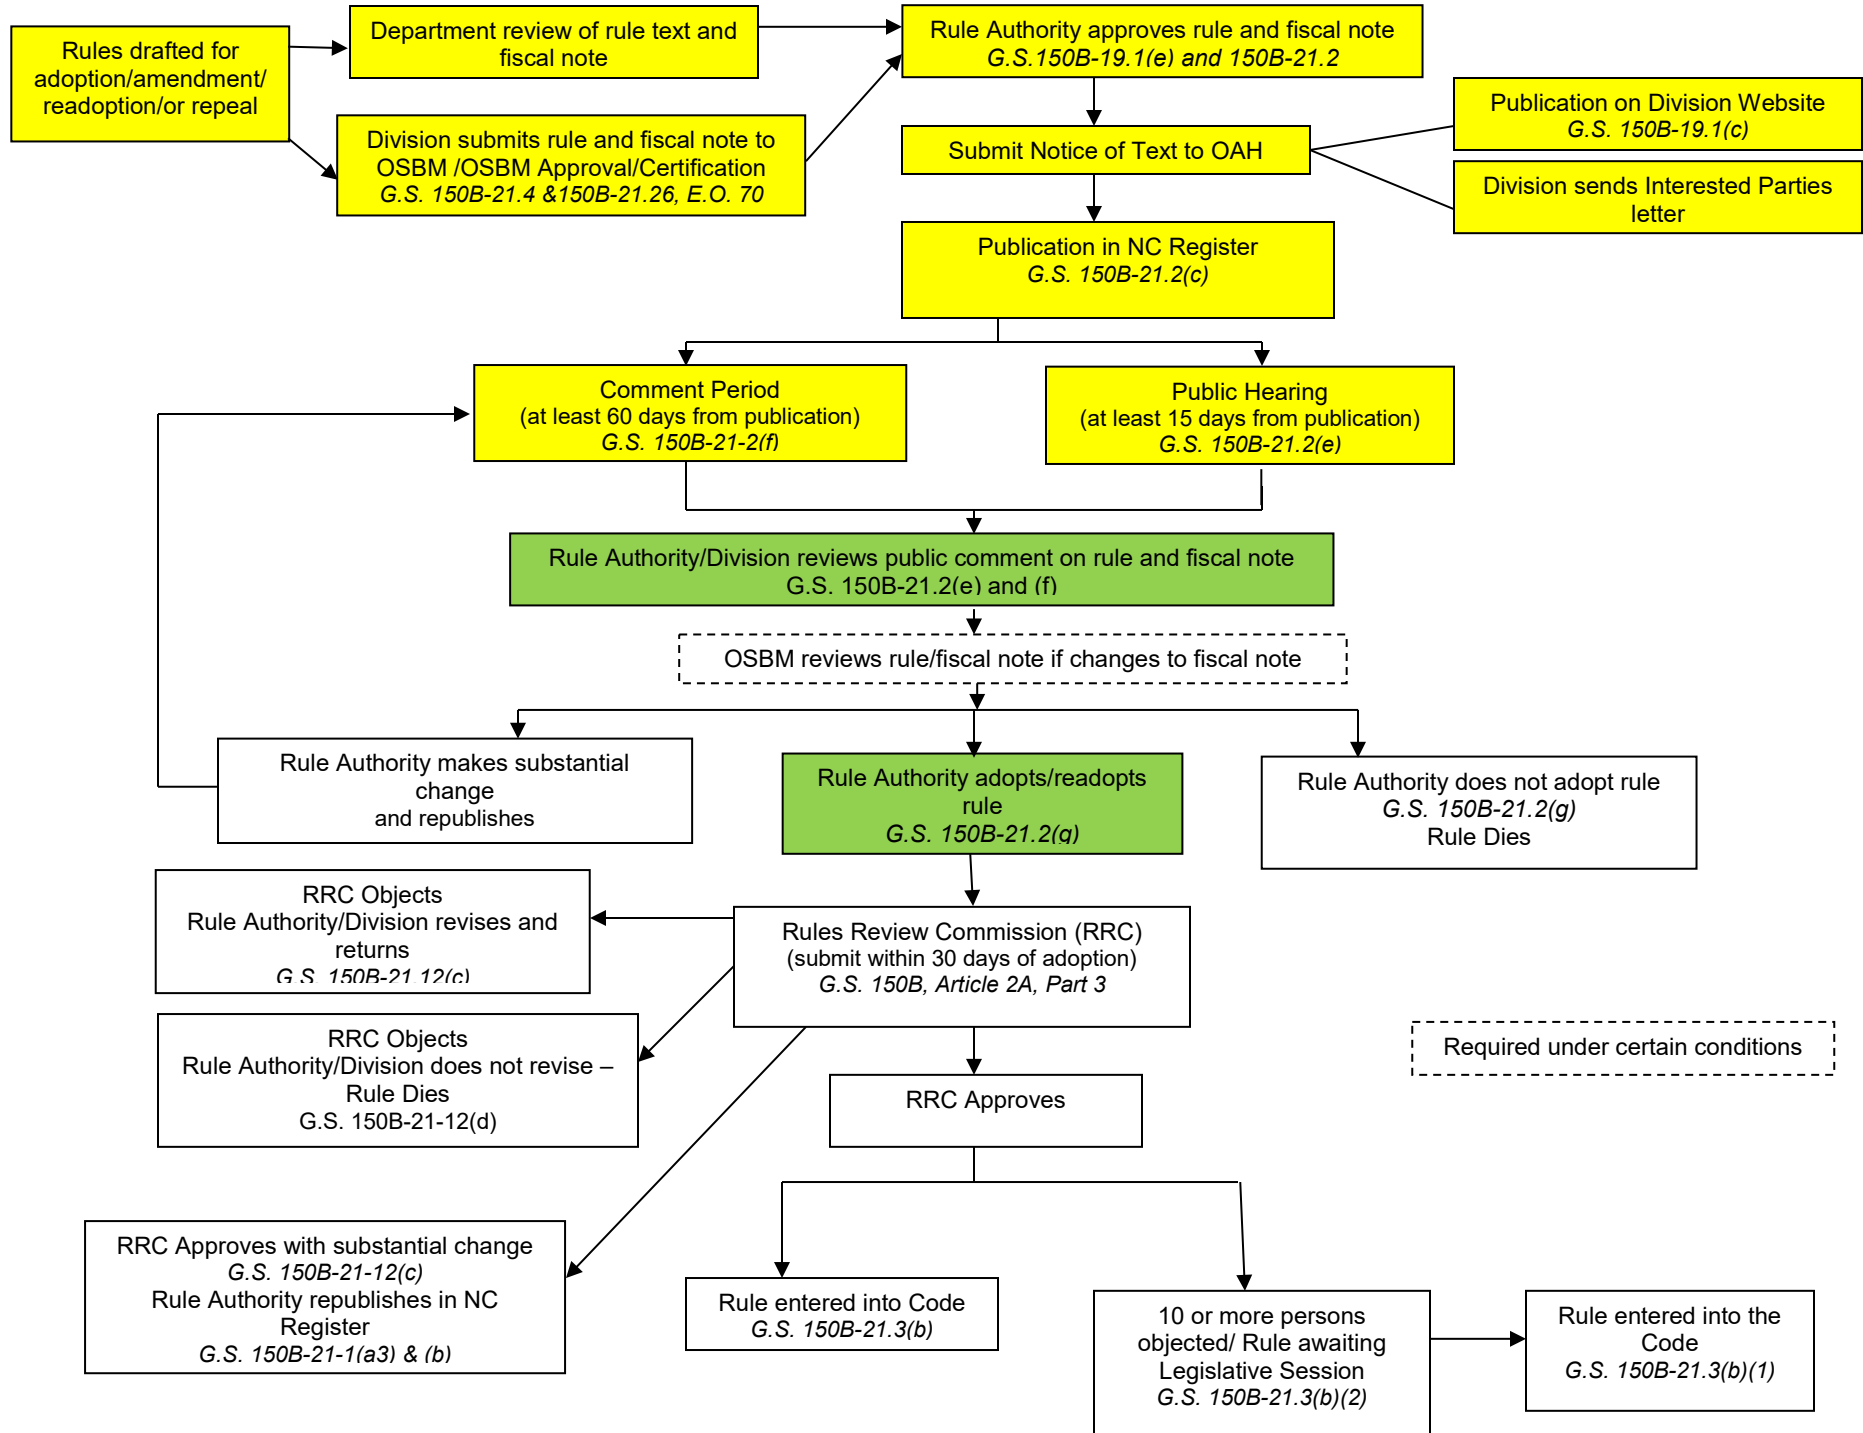 Rules drafted for
adoption/amendment/
readoption/or repeal
Department review of rule text and
fiscal note
Rule Authority approves rule and fiscal note
G.S.150B-19.1(e) and 150B-21.2
Division submits rule and fiscal note to
OSBM /OSBM Approval/Certification
G.S. 150B-21.4 &150B-21.26, E.O. 70
Submit Notice of Text to OAH
Publication on Division Website
G.S. 150B-19.1(c)
Division sends Interested Parties
letter
Publication in NC Register
G.S. 150B-21.2(c)
Comment Period
(at least 60 days from publication)
G.S. 150B-21-2(f)
Public Hearing
(at least 15 days from publication)
G.S. 150B-21.2(e)
Rule Authority/Division reviews public comment on rule and fiscal note
G.S. 150B-21.2(e) and (f)
OSBM reviews rule/fiscal note if changes to fiscal note
Rule Authority makes substantial
change
and republishes
Rule Authority adopts/readopts
rule
G.S. 150B-21.2(g)
Rule Authority does not adopt rule
G.S. 150B-21.2(g)
Rule Dies
RRC Objects
Rule Authority/Division revises and
returns
G.S. 150B-21.12(c)
Rules Review Commission (RRC)
(submit within 30 days of adoption)
G.S. 150B, Article 2A, Part 3
RRC Objects
Rule Authority/Division does not revise –
Rule Dies
G.S. 150B-21-12(d)
Required under certain conditions
RRC Approves
RRC Approves with substantial change
G.S. 150B-21-12(c)
Rule Authority republishes in NC
Register
G.S. 150B-21-1(a3) & (b)
Rule entered into Code
G.S. 150B-21.3(b)
10 or more persons
objected/ Rule awaiting
Legislative Session
G.S. 150B-21.3(b)(2)
Rule entered into the
Code
G.S. 150B-21.3(b)(1)